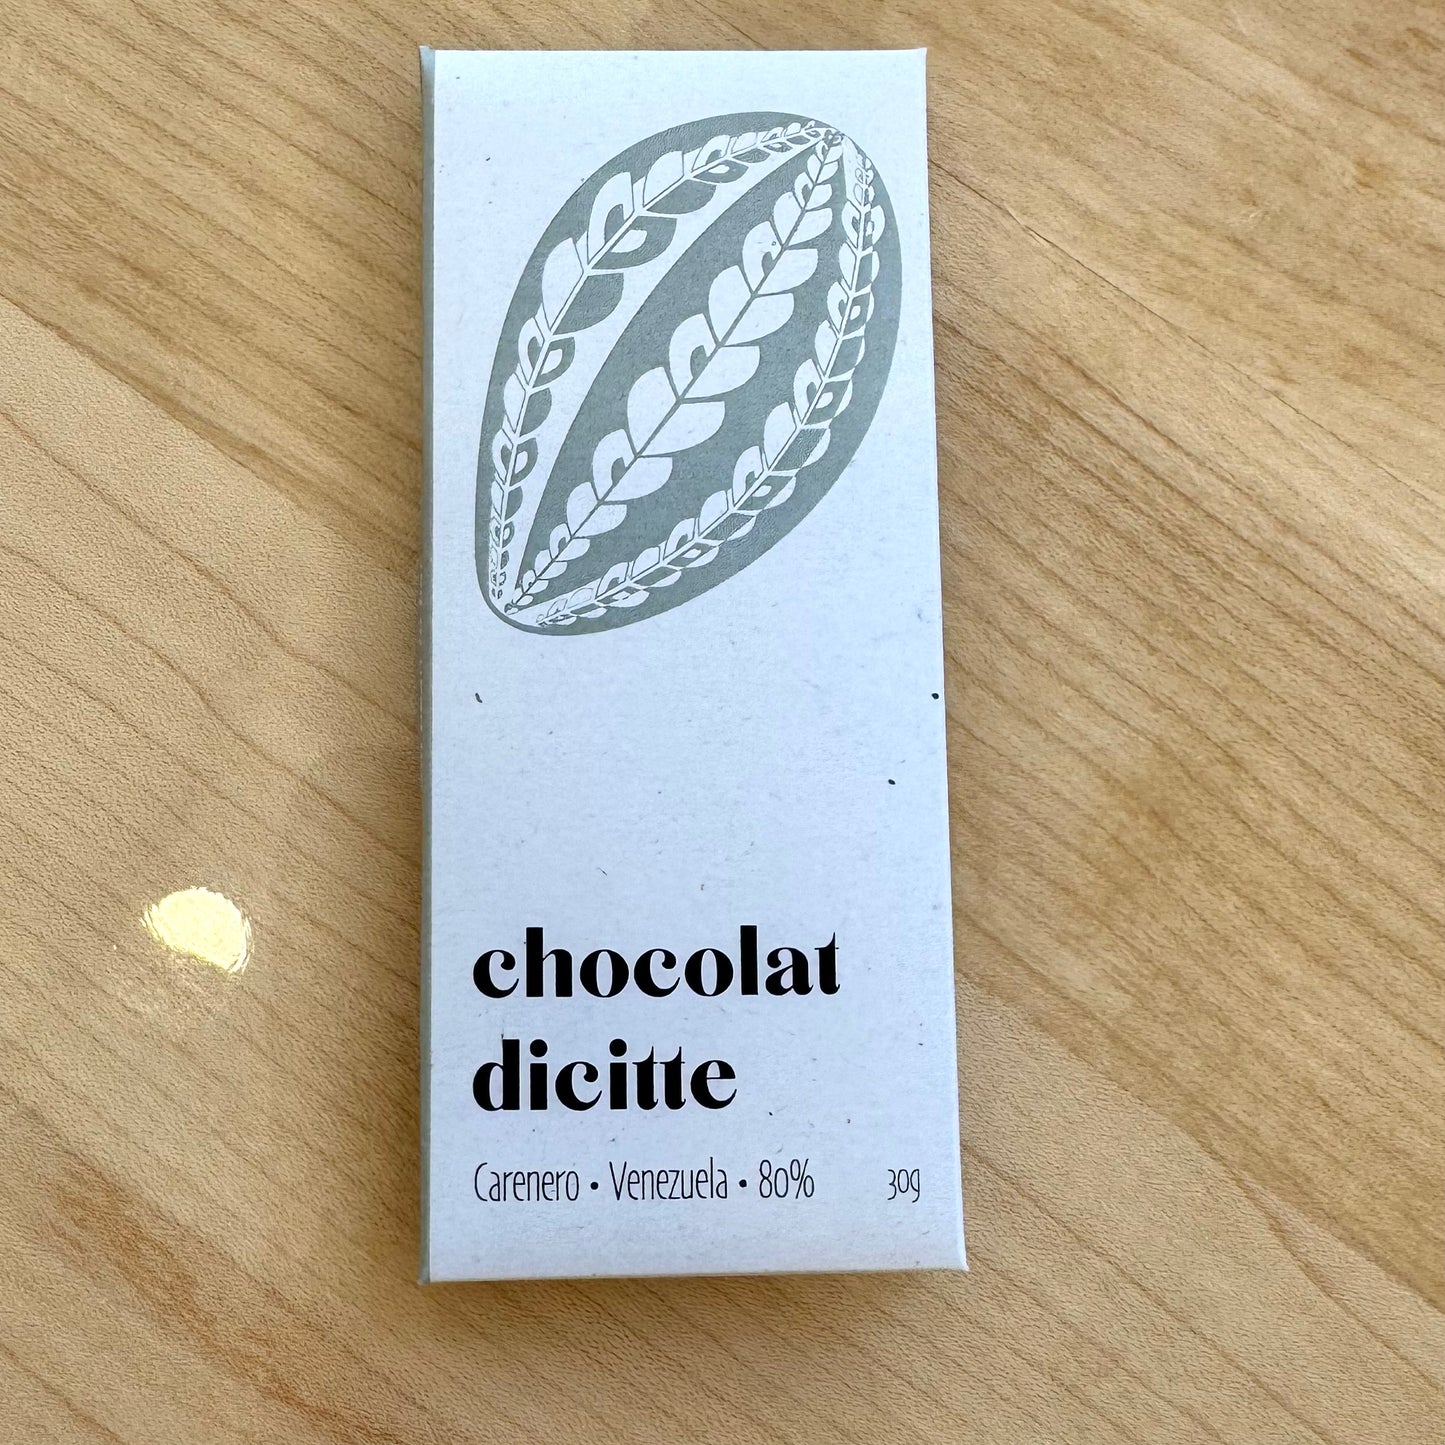 chocolat
dicitte
Carenero • Venezuela • 80% 30g